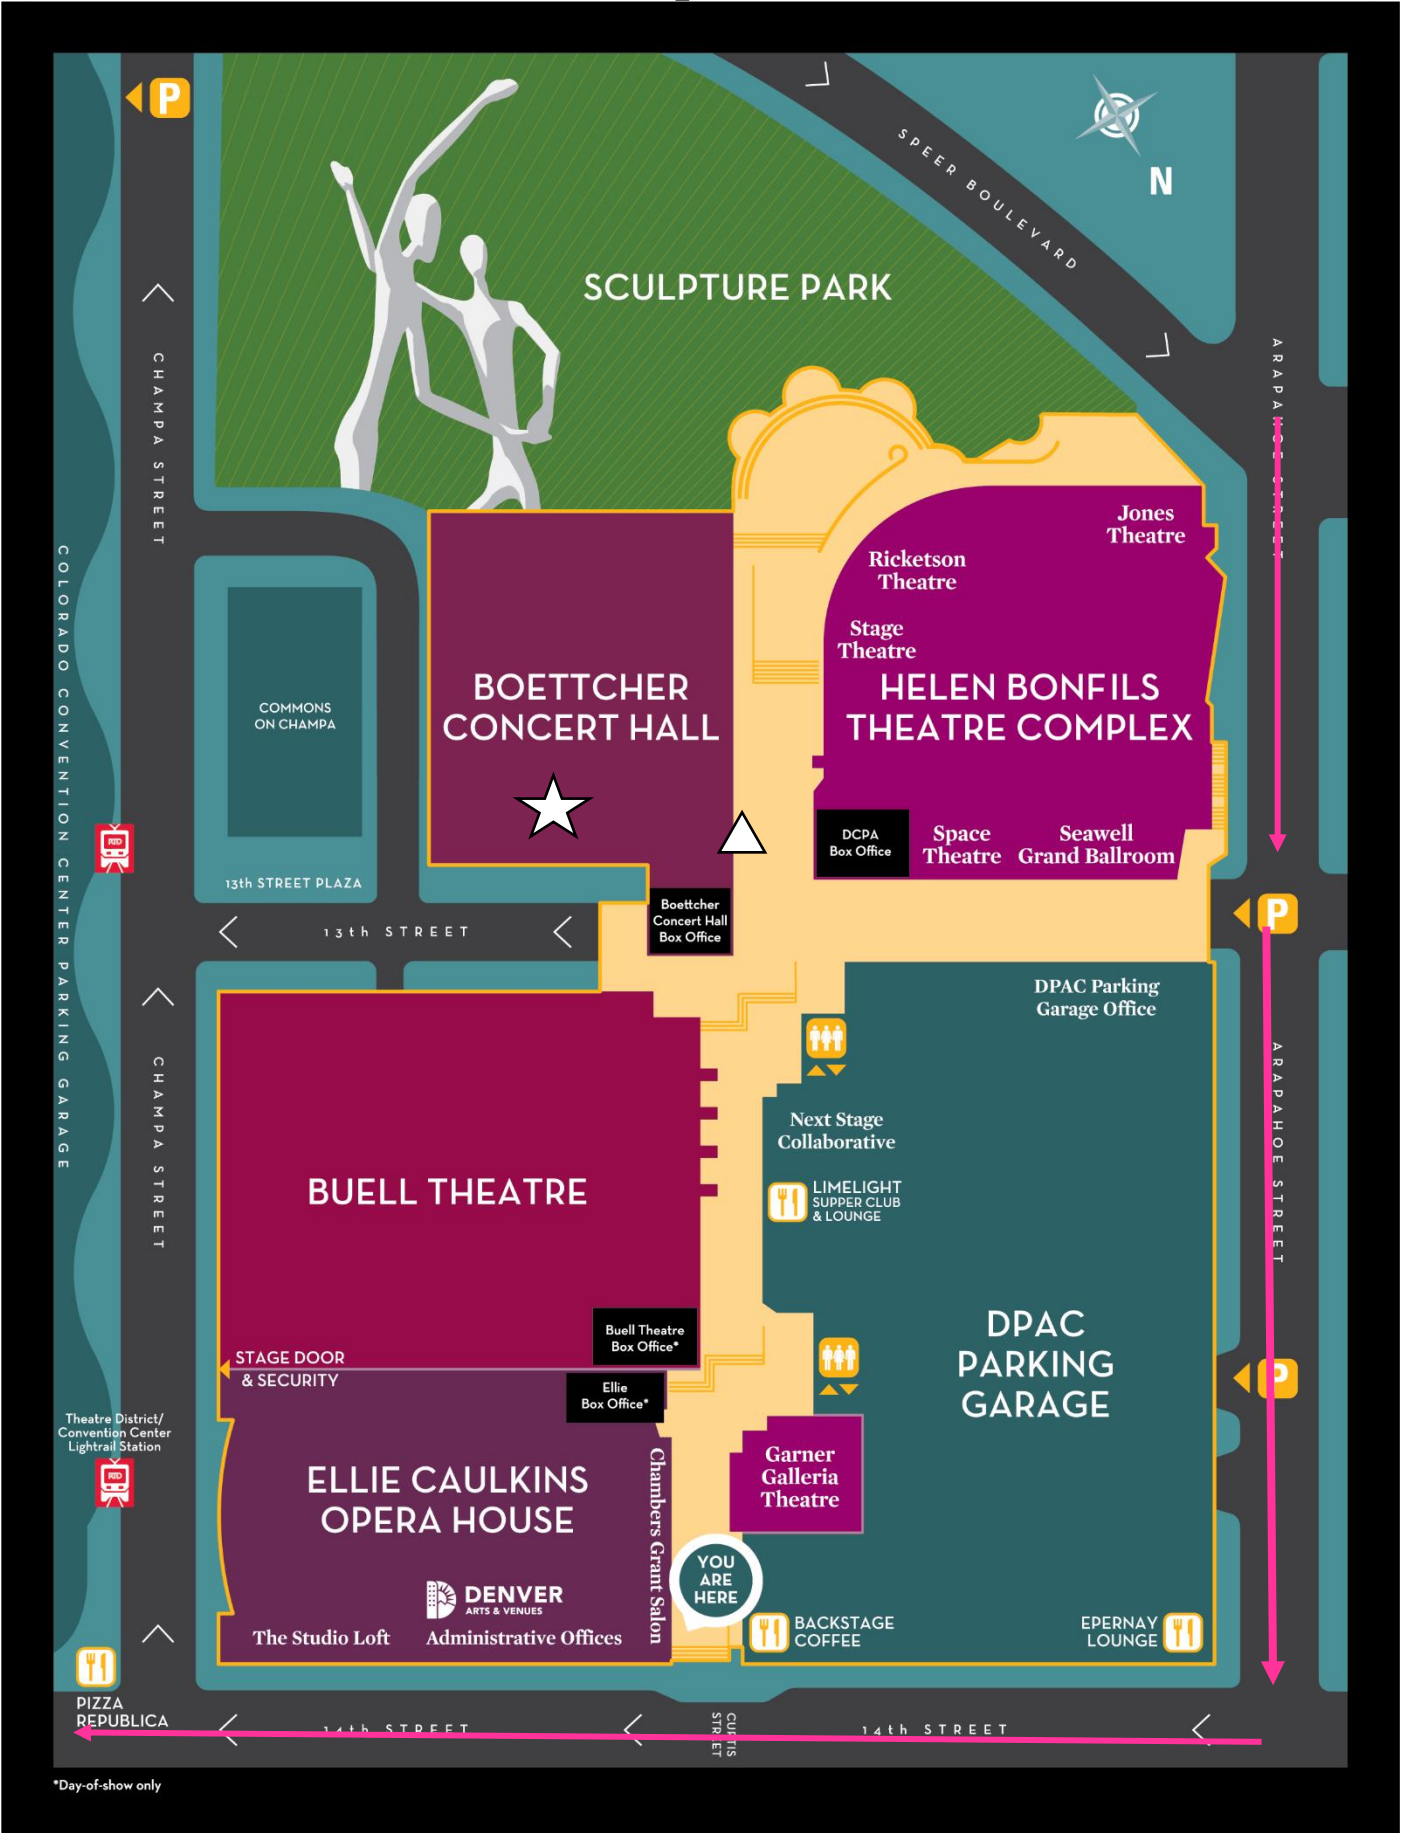 P
SPEER BOULEVARD
N
SCULPTURE PARK
CHAMPA STREET
ARAPAHOE STREET
Jones
Theatre
Ricketson
Theatre
Stage
Theatre
HELEN BONFILS
THEATRE COMPLEX
BOETTCHER
CONCERT HALL
COMMONS
ON CHAMPA
COLORADO CONVENTION CENTER PARKING GARAGE
RTD
DCPA
Box Office
Space
Theatre
Seawell
Grand Ballroom
13th STREET PLAZA
Boettcher
Concert Hall
Box Office
P
13th STREET
DPAC Parking
Garage Office
CHAMPA STREET
ARAPAHOE STREET
Next Stage
Collaborative
LIMELIGHT
SUPPER CLUB
& LOUNGE
BUELL THEATRE
DPAC
PARKING
GARAGE
Buell Theatre
Box Office*
STAGE DOOR
& SECURITY
Ellie
Box Office*
P
Theatre District/
Convention Center
Lightrail Station
RTD
ELLIE CAULKINS
OPERA HOUSE
Chambers Grant Salon
Garner
Galleria
Theatre
YOU
ARE
HERE
DENVER
ARTS & VENUES
The Studio Loft
Administrative Offices
BACKSTAGE
COFFEE
EPERNAY
LOUNGE
PIZZA
REPUBLICA
14th STREET
CURTIS
STREET
14th STREET
*Day-of-show only